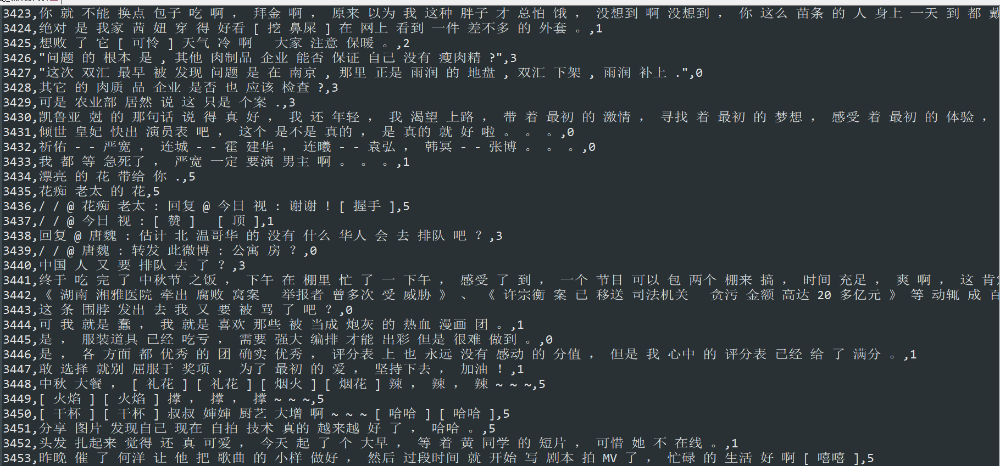 3423,你 就 不能 换点 包子 吃 啊 ， 拜金 啊 ， 原来 以为 我 这种 胖子 才 总怕 饿 ， 没想到 啊 没想到 ， 你 这么 苗条 的 人 身上 一天 到 都 戴
3424,绝对 是 我家 茜 妞 穿 得 好看 [ 挖 鼻屎 ] 在 网上 看到 一件 差不多 的 外套 。,1
3425,想败 了 它 [ 可怜 ] 天气 冷 啊   大家 注意 保暖 。,2
3426,"问题 的 根本 是 , 其他 肉制品 企业 能否 保证 自己 没有 瘦肉精 ?",3
3427,"这次 双汇 最早 被 发现 问题 是 在 南京 , 那里 正是 雨润 的 地盘 , 双汇 下架 , 雨润 补上 .",0
3428,其它 的 肉质 品 企业 是否 也 应该 检查 ?,3
3429,可是 农业部 居然 说 这 只是 个案 .,3
3430,凯鲁亚 尅 的 那句话 说 得 真 好 ， 我 还 年轻 ， 我 渴望 上路 ， 带 着 最初 的 激情 ， 寻找 着 最初 的 梦想 ， 感受 着 最初 的 体验 ，
3431,倾世 皇妃 快出 演员表 吧 ， 这个 是不是 真的 ， 是 真的 就 好 啦 。 。 。,0
3432,祈佑 - - 严宽 ， 连城 - - 霍 建华 ， 连曦 - - 袁弘 ， 韩冥 - - 张博 。 。 。,0
3433,我 都 等 急死了 ， 严宽 一定 要演 男主 啊 。 。 。,1
3434,漂亮 的 花 带给 你 .,5
3435,花痴 老太 的 花,5
3436,/ / @ 花痴 老太 : 回复 @ 今日 视 : 谢谢 ! [ 握手 ],5
3437,/ / @ 今日 视 : [ 赞 ]   [ 顶 ],1
3438,回复 @ 唐魏 : 估计 北 温哥华 的 没有 什么 华人 会 去 排队 吧 ？,3
3439,/ / @ 唐魏 : 转发 此微博 : 公寓 房 ？,0
3440,中国 人 又 要 排队 去 了 ？,3
3441,终于 吃 完 了 中秋节 之饭 ， 下午 在 棚里 忙 了 一 下午 ， 感受 了 到 ， 一个 节目 可以 包 两个 棚来 搞 ， 时间 充足 ， 爽 啊 ， 这 肯
3442,《 湖南 湘雅医院 牵出 腐败 窝案   举报者 曾多次 受 威胁 》 、 《 许宗衡 案 己 移送 司法机关   贪污 金额 高达 20 多亿元 》 等 动辄 成 百
3443,这 条 围脖 发出 去 我 又 要 被 骂 了 吧 ？,0
3444,可 我 就是 蠢 ， 我 就是 喜欢 那些 被 当成 炮灰 的 热血 漫画 团 。,1
3445,是 ， 服装道具 已经 吃亏 ， 需要 强大 编排 才能 出彩 但是 很难 做到 。,0
3446,是 ， 各 方面 都 优秀 的 团 确实 优秀 ， 评分表 上 也 永远 没有 感动 的 分值 ， 但是 我 心中 的 评分表 已经 给 了 满分 。,1
3447,敢 选择 就别 屈服于 奖项 ， 为了 最初 的 爱 ， 坚持下去 ， 加油 ！,1
3448,中秋 大餐 ， [ 礼花 ] [ 礼花 ] [ 烟火 ] [ 烟花 ] 辣 ， 辣 ， 辣 ~ ~ ~,5
3449,[ 火焰 ] [ 火焰 ] 撑 ， 撑 ， 撑 ~ ~ ~,5
3450,[ 干杯 ] [ 干杯 ] 叔叔 婶婶 厨艺 大增 啊 ~ ~ ~ [ 哈哈 ] [ 哈哈 ],5
3451,分享 图片 发现自己 现在 自拍 技术 真的 越来越 好 了 ， 哈哈 。,5
3452,头发 扎起来 觉得 还 真 可爱 ， 今天 起 了 个 大早 ， 等 着 黄 同学 的 短片 ， 可惜 她 不 在线 。,1
3453,昨晚 催 了 何洋 让 他 把 歌曲 的 小样 做好 ， 然后 过段时间 就 开始 写 剧本 拍 MV 了 ， 忙碌 的 生活 好 啊 [ 嘻嘻 ],5